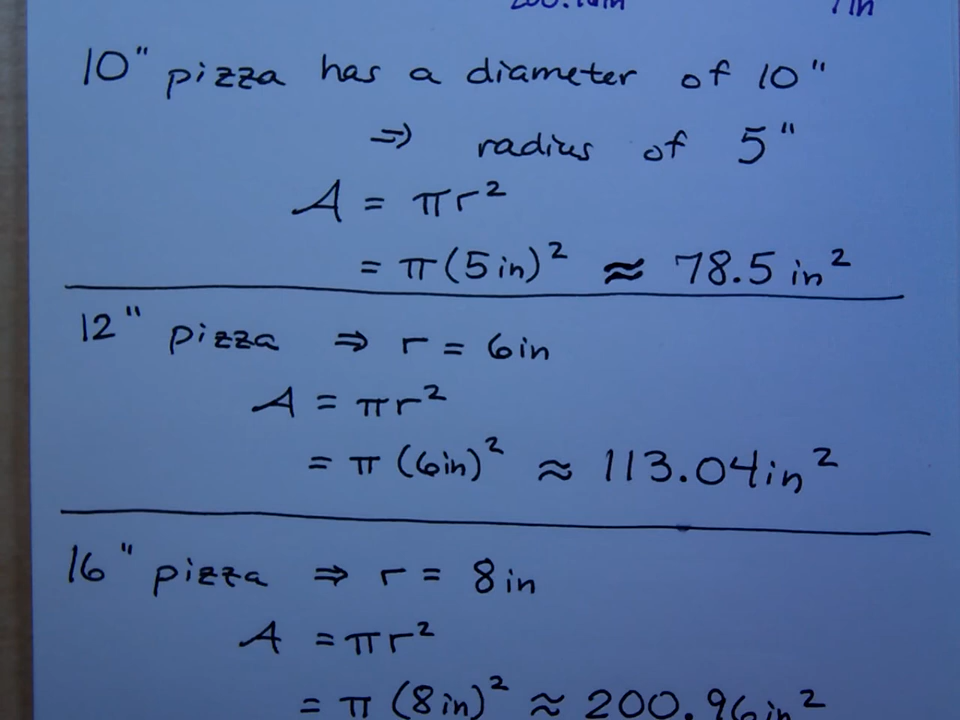 10" pizza has a diameter of 10"
⇒ radius of 5"
A = πr²
= π(5in)² ≈ 78.5 in²
12" pizza ⇒ r = 6in
A = πr²
= π(6in)² ≈ 113.04in²
16" pizza ⇒ r = 8in
A = πr²
= π(8in)² ≈ 200.96in²